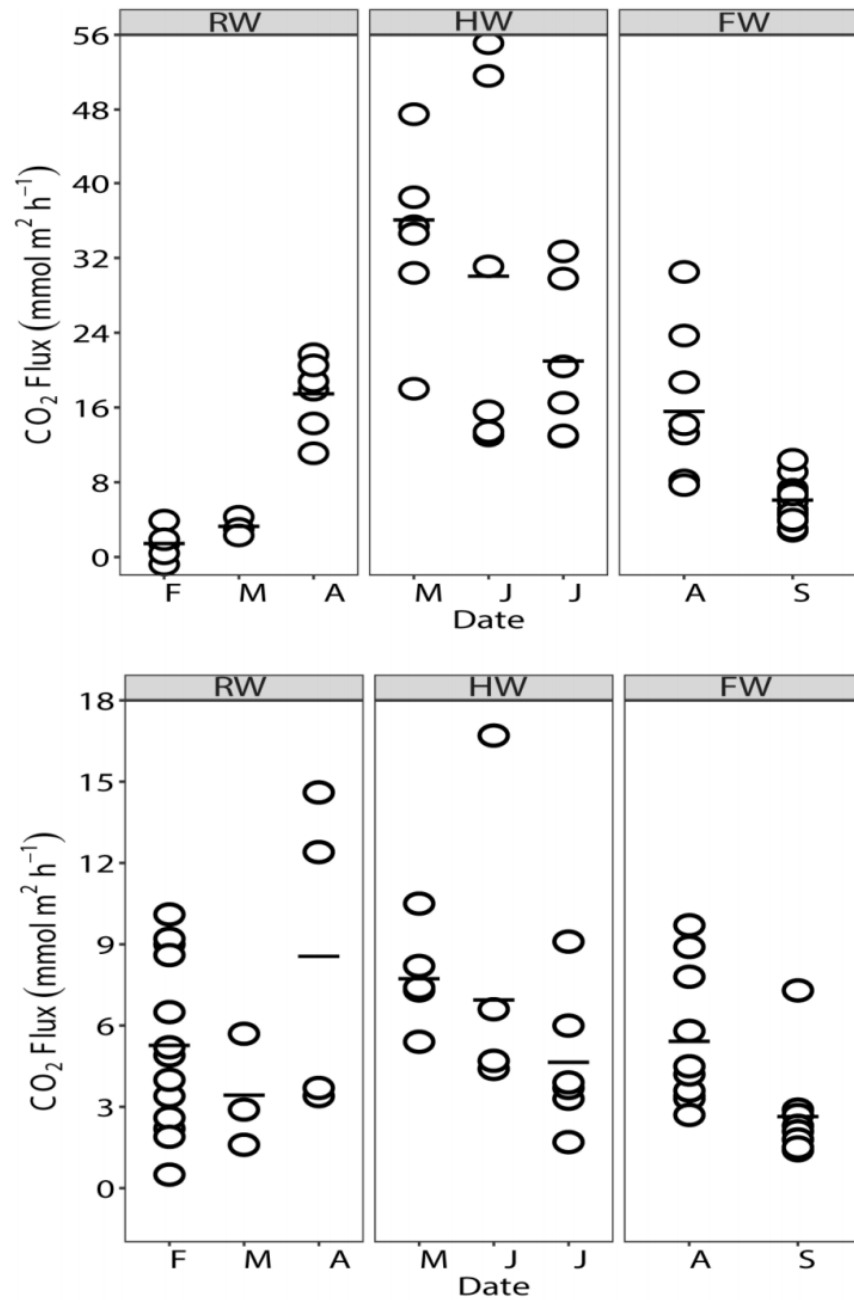 RW HW FW
56
48
40
32
24
16
8
0
CO₂ Flux (mmol m² h⁻¹)
F M A M J J A S
Date
RW HW FW
18
15
12
9
6
3
0
CO₂ Flux (mmol m² h⁻¹)
F M A M J J A S
Date